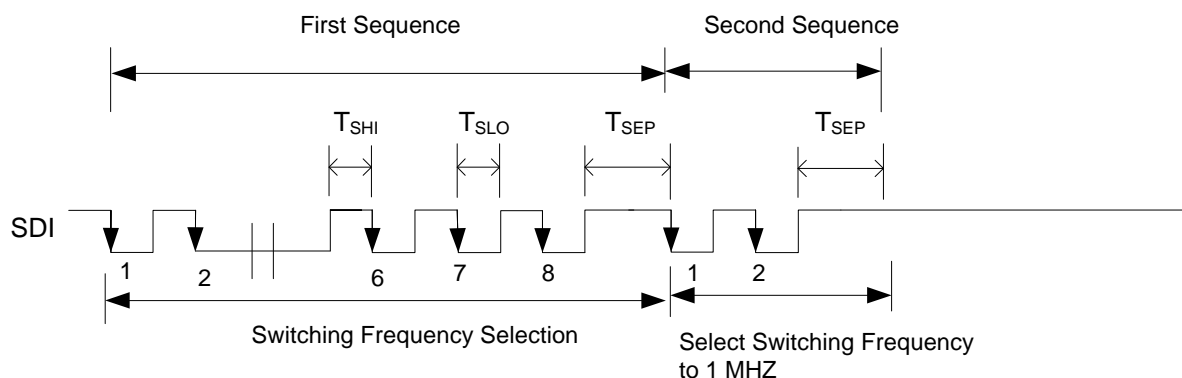 First Sequence
Second Sequence
TSHI
TSLO
TSEP
TSEP
SDI
1
2
6
7
8
1
2
Switching Frequency Selection
Select Switching Frequency
to 1 MHZ